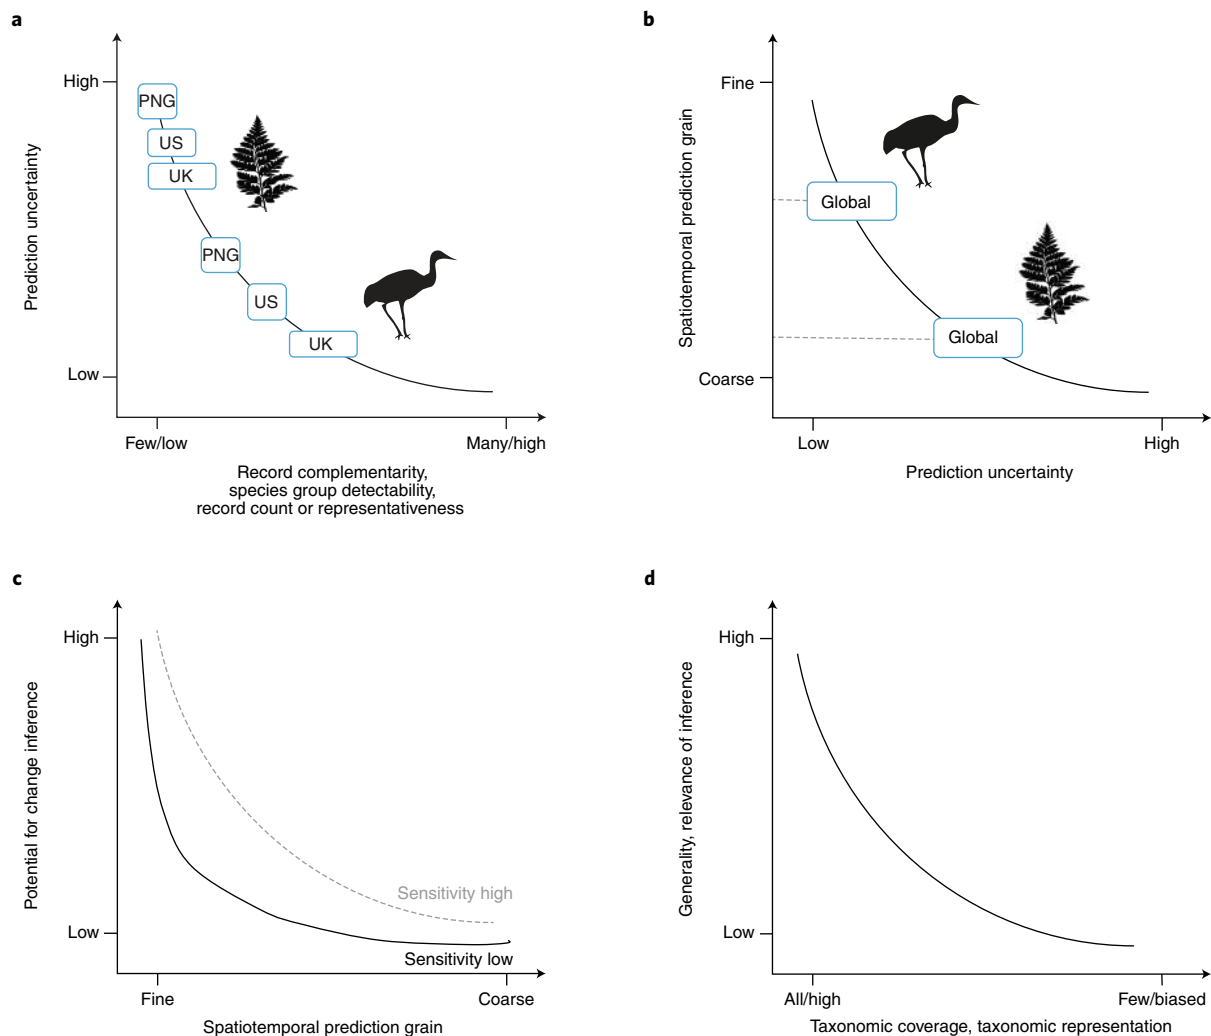 a
High
PNG
US
UK
PNG
US
UK
Low
Prediction uncertainty
Few/low
Many/high
Record complementarity,
species group detectability,
record count or representativeness
b
Fine
Global
Global
Coarse
Spatiotemporal prediction grain
Low
High
Prediction uncertainty
c
High
Potential for change inference
Sensitivity high
Low
Sensitivity low
Fine
Coarse
Spatiotemporal prediction grain
d
High
Generality, relevance of inference
Low
All/high
Few/biased
Taxonomic coverage, taxonomic representation